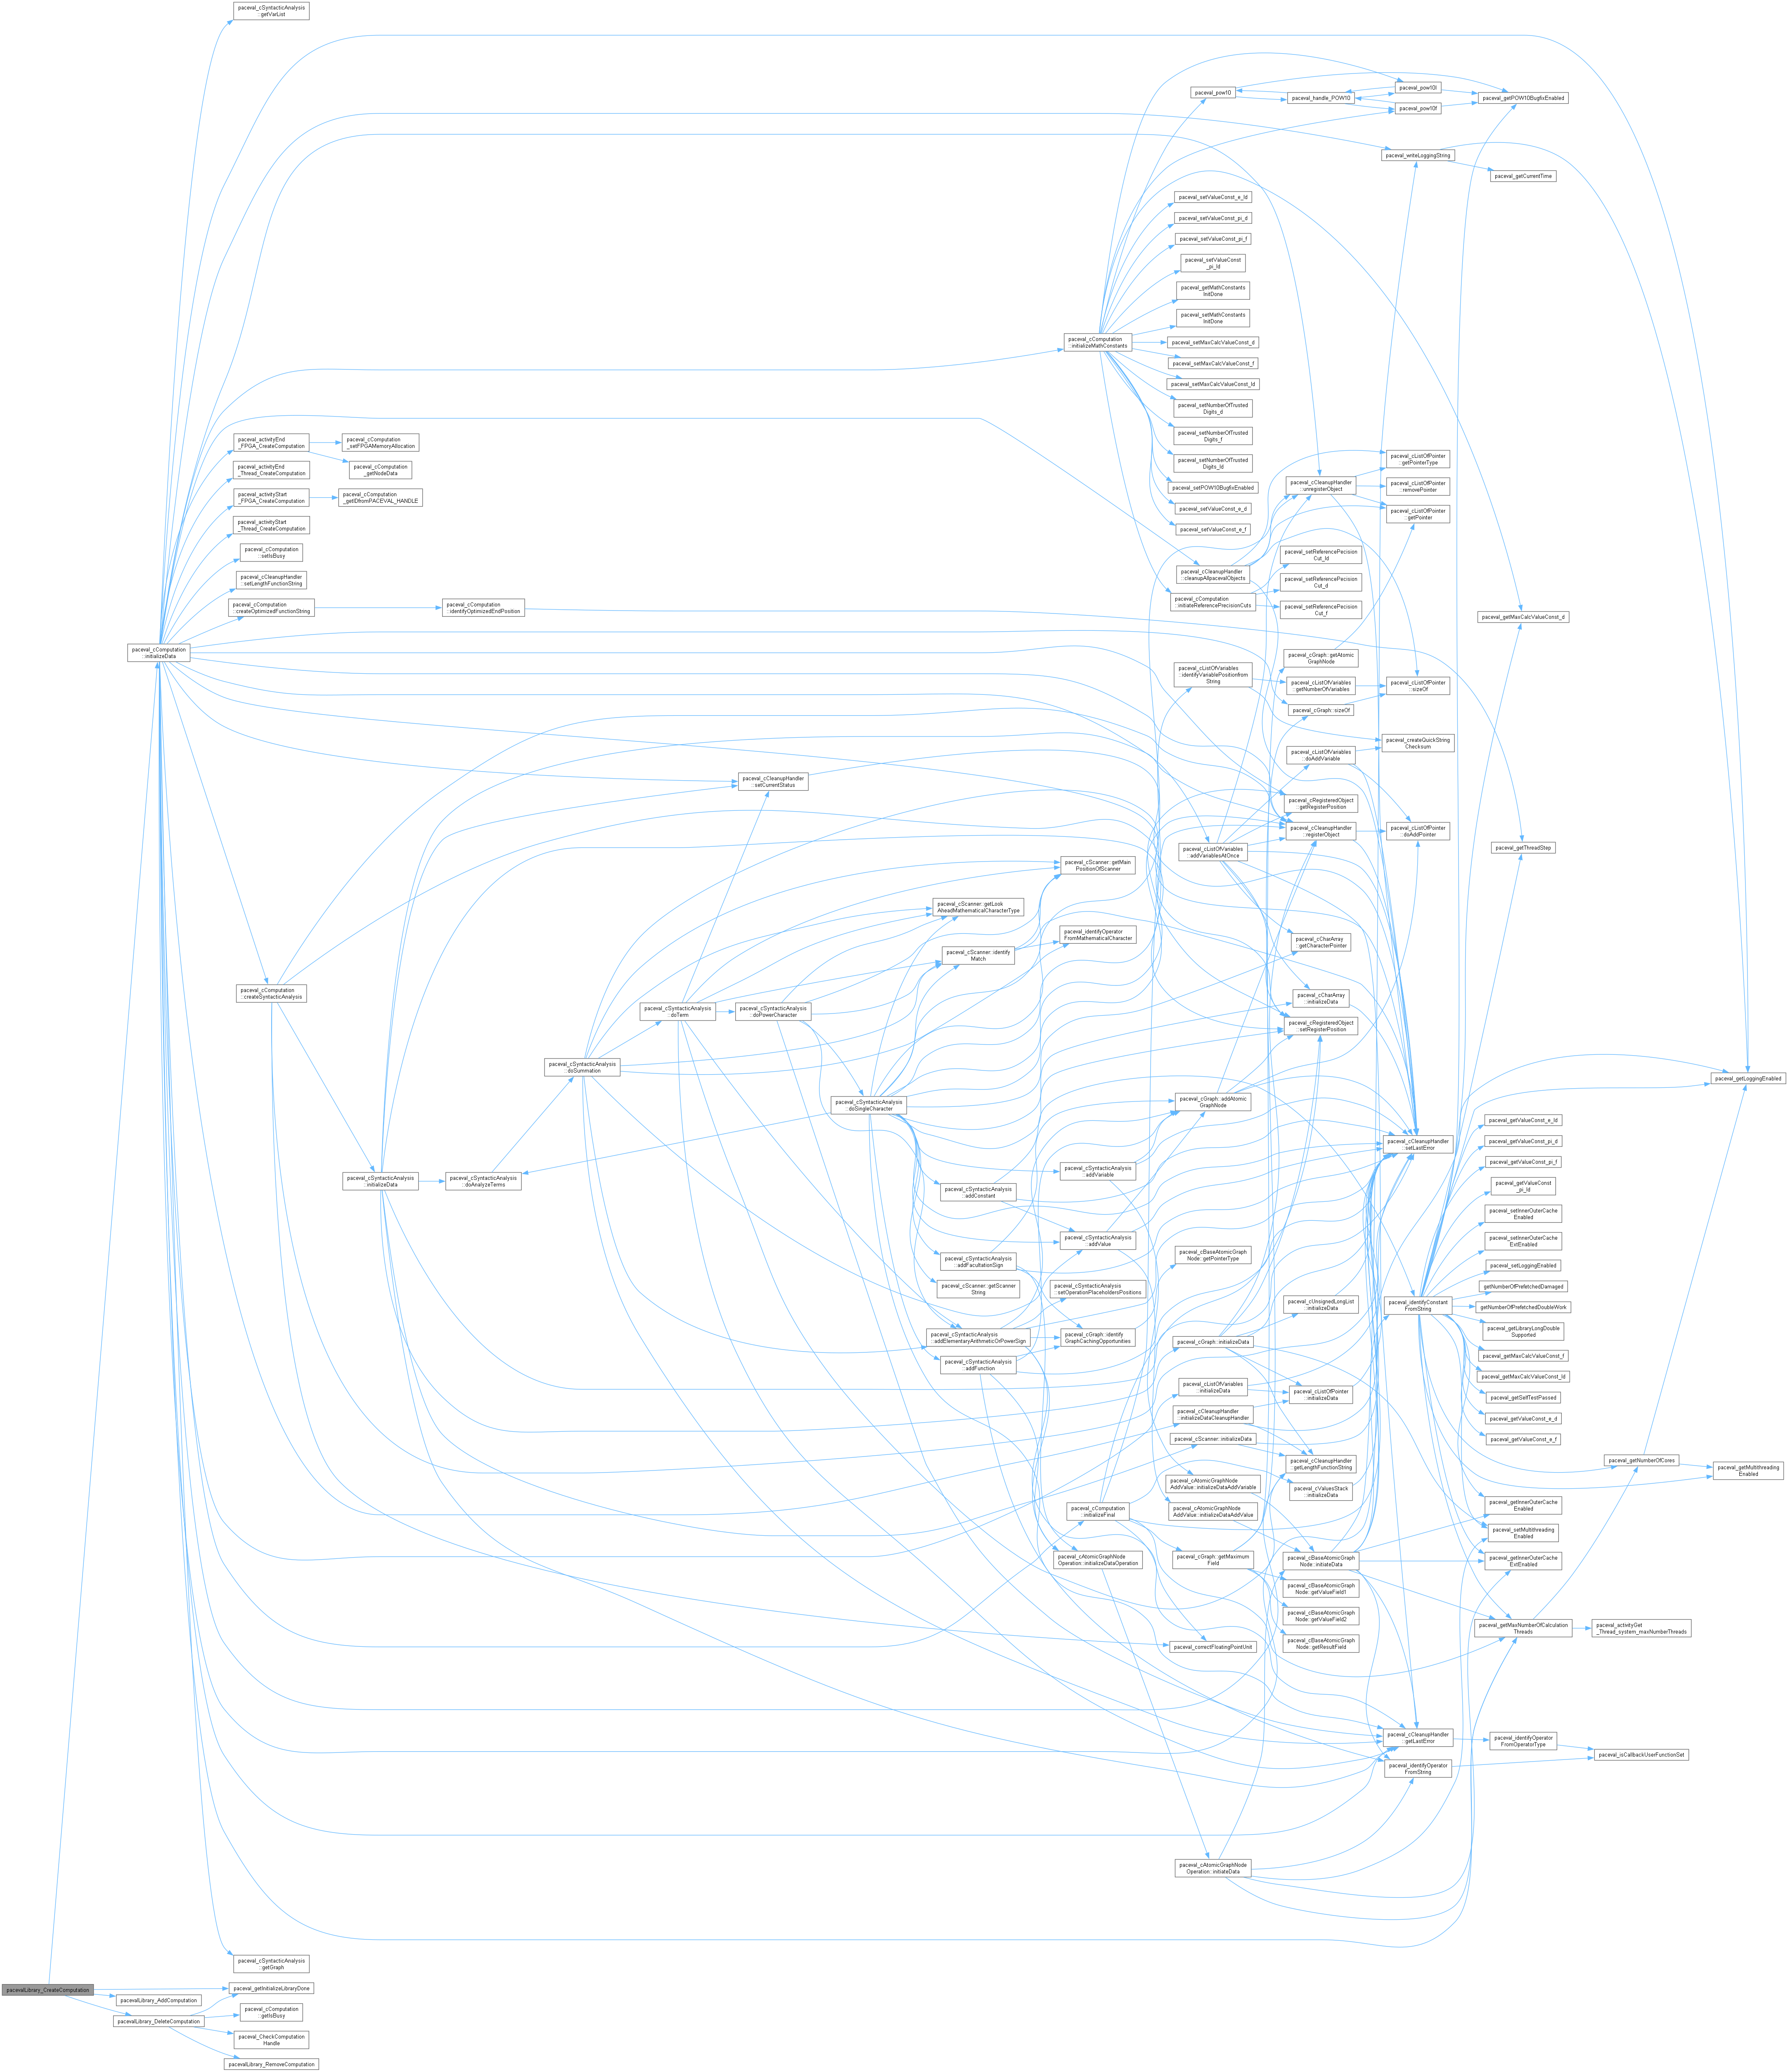 paceval_cSyntacticAnalysis
::getVarList
paceval_pow10
paceval_handle_POW10
paceval_pow10l
paceval_pow10f
paceval_getPOW10BugfixEnabled
paceval_writeLoggingString
paceval_getCurrentTime
paceval_setValueConst_e_ld
paceval_setValueConst_pi_d
paceval_setValueConst_pi_f
paceval_setValueConst
_pi_ld
paceval_getMathConstants
InitDone
paceval_setMathConstants
InitDone
paceval_cComputation
::initializeMathConstants
paceval_setMaxCalcValueConst_d
paceval_setMaxCalcValueConst_f
paceval_setMaxCalcValueConst_ld
paceval_setNumberOfTrusted
Digits_d
paceval_setNumberOfTrusted
Digits_f
paceval_setNumberOfTrusted
Digits_ld
paceval_setPOW10BugfixEnabled
paceval_setValueConst_e_d
paceval_setValueConst_e_f
paceval_activityEnd
_FPGA_CreateComputation
paceval_cComputation
_setFPGAMemoryAllocation
paceval_cComputation
_getNodeData
paceval_activityEnd
_Thread_CreateComputation
paceval_activityStart
_FPGA_CreateComputation
paceval_cComputation
_getIDfromPACEVAL_HANDLE
paceval_activityStart
_Thread_CreateComputation
paceval_cComputation
::setIsBusy
paceval_cCleanupHandler
::setLengthFunctionString
paceval_cComputation
::createOptimizedFunctionString
paceval_cComputation
::identifyOptimizedEndPosition
paceval_cComputation
::initializeData
paceval_cListOfPointer
::getPointerType
paceval_cCleanupHandler
::unregisterObject
paceval_cListOfPointer
::removePointer
paceval_cListOfPointer
::getPointer
paceval_cCleanupHandler
::cleanupAllpacevalObjects
paceval_setReferencePecision
Cut_ld
paceval_setReferencePecision
Cut_d
paceval_setReferencePecision
Cut_f
paceval_cComputation
::initiateReferencePrecisionCuts
paceval_getMaxCalcValueConst_d
paceval_cGraph::getAtomic
GraphNode
paceval_cListOfVariables
::identifyVariablePositionfrom
String
paceval_cListOfVariables
::getNumberOfVariables
paceval_cListOfPointer
::sizeOf
paceval_cGraph::sizeOf
paceval_createQuickString
Checksum
paceval_cListOfVariables
::doAddVariable
paceval_cCleanupHandler
::setCurrentStatus
paceval_cRegisteredObject
::getRegisterPosition
paceval_cCleanupHandler
::registerObject
paceval_cListOfPointer
::doAddPointer
paceval_cListOfVariables
::addVariablesAtOnce
paceval_getThreadStep
paceval_cScanner::getMain
PositionOfScanner
paceval_cScanner::getLook
AheadMathematicalCharacterType
paceval_identifyOperator
FromMathematicalCharacter
paceval_cScanner::identify
Match
paceval_cCharArray
::getCharacterPointer
paceval_cCharArray
::initializeData
paceval_cRegisteredObject
::setRegisterPosition
paceval_cComputation
::createSyntacticAnalysis
paceval_cSyntacticAnalysis
::doTerm
paceval_cSyntacticAnalysis
::doPowerCharacter
paceval_cSyntacticAnalysis
::doSummation
paceval_cSyntacticAnalysis
::doSingleCharacter
paceval_cGraph::addAtomic
GraphNode
paceval_getLoggingEnabled
paceval_cCleanupHandler
::setLastError
paceval_cSyntacticAnalysis
::initializeData
paceval_cSyntacticAnalysis
::doAnalyzeTerms
paceval_cSyntacticAnalysis
::addVariable
paceval_cSyntacticAnalysis
::addConstant
paceval_cSyntacticAnalysis
::addValue
paceval_cSyntacticAnalysis
::addFacultationSign
paceval_cBaseAtomicGraph
Node::getPointerType
paceval_cScanner::getScanner
String
paceval_cSyntacticAnalysis
::setOperationPlaceholdersPositions
paceval_cSyntacticAnalysis
::addElementaryArithmeticOrPowerSign
paceval_cGraph::identify
GraphCachingOpportunities
paceval_cSyntacticAnalysis
::addFunction
paceval_getValueConst_e_ld
paceval_getValueConst_pi_d
paceval_getValueConst_pi_f
paceval_getValueConst
_pi_ld
paceval_setInnerOuterCache
Enabled
paceval_setInnerOuterCache
ExtEnabled
paceval_setLoggingEnabled
getNumberOfPrefetchedDamaged
getNumberOfPrefetchedDoubleWork
paceval_identifyConstant
FromString
paceval_getLibraryLongDouble
Supported
paceval_getMaxCalcValueConst_f
paceval_getMaxCalcValueConst_ld
paceval_getSelfTestPassed
paceval_getValueConst_e_d
paceval_getValueConst_e_f
paceval_cUnsignedLongList
::initializeData
paceval_cGraph::initializeData
paceval_cListOfVariables
::initializeData
paceval_cListOfPointer
::initializeData
paceval_cCleanupHandler
::initializeDataCleanupHandler
paceval_cScanner::initializeData
paceval_cCleanupHandler
::getLengthFunctionString
paceval_getNumberOfCores
paceval_getMultithreading
Enabled
paceval_cAtomicGraphNode
AddValue::initializeDataAddVariable
paceval_cValuesStack
::initializeData
paceval_cAtomicGraphNode
AddValue::initializeDataAddValue
paceval_cComputation
::initializeFinal
paceval_getInnerOuterCache
Enabled
paceval_setMultithreading
Enabled
paceval_getInnerOuterCache
ExtEnabled
paceval_cAtomicGraphNode
Operation::initializeDataOperation
paceval_cGraph::getMaximum
Field
paceval_cBaseAtomicGraph
Node::initiateData
paceval_cBaseAtomicGraph
Node::getValueField1
paceval_cBaseAtomicGraph
Node::getValueField2
paceval_cBaseAtomicGraph
Node::getResultField
paceval_correctFloatingPointUnit
paceval_getMaxNumberOfCalculation
Threads
paceval_activityGet
_Thread_system_maxNumberThreads
paceval_cCleanupHandler
::getLastError
paceval_identifyOperator
FromOperatorType
paceval_isCallbackUserFunctionSet
paceval_identifyOperator
FromString
paceval_cAtomicGraphNode
Operation::initiateData
paceval_cSyntacticAnalysis
::getGraph
pacevalLibrary_CreateComputation
paceval_getInitializeLibraryDone
pacevalLibrary_AddComputation
pacevalLibrary_DeleteComputation
paceval_cComputation
::getIsBusy
paceval_CheckComputation
Handle
pacevalLibrary_RemoveComputation